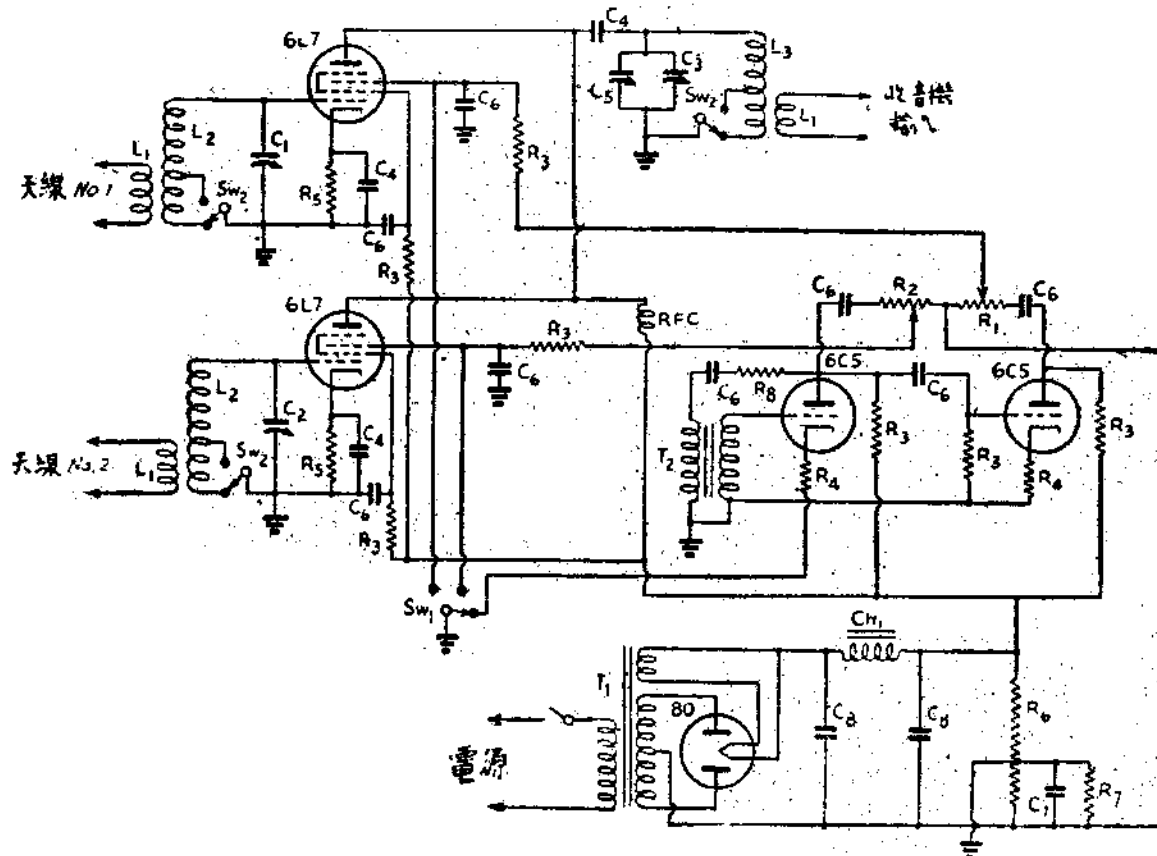 C4
6L7
L3
C5
C3
Sw2
收音機
輸入
L1
C6
R3
L2
C1
L1
天線 No 1
Sw2
R5
C4
C6
R3
6L7
RFC
C6
R2
R1
C6
R3
C6
L2
C2
C6
R8
6C5
C6
6C5
天線 No. 2
L1
Sw2
R5
C4
C6
R3
T2
R4
R3
R3
R4
R3
Sw1
CH1
T1
80
C8
C8
R6
電源
C7
R7